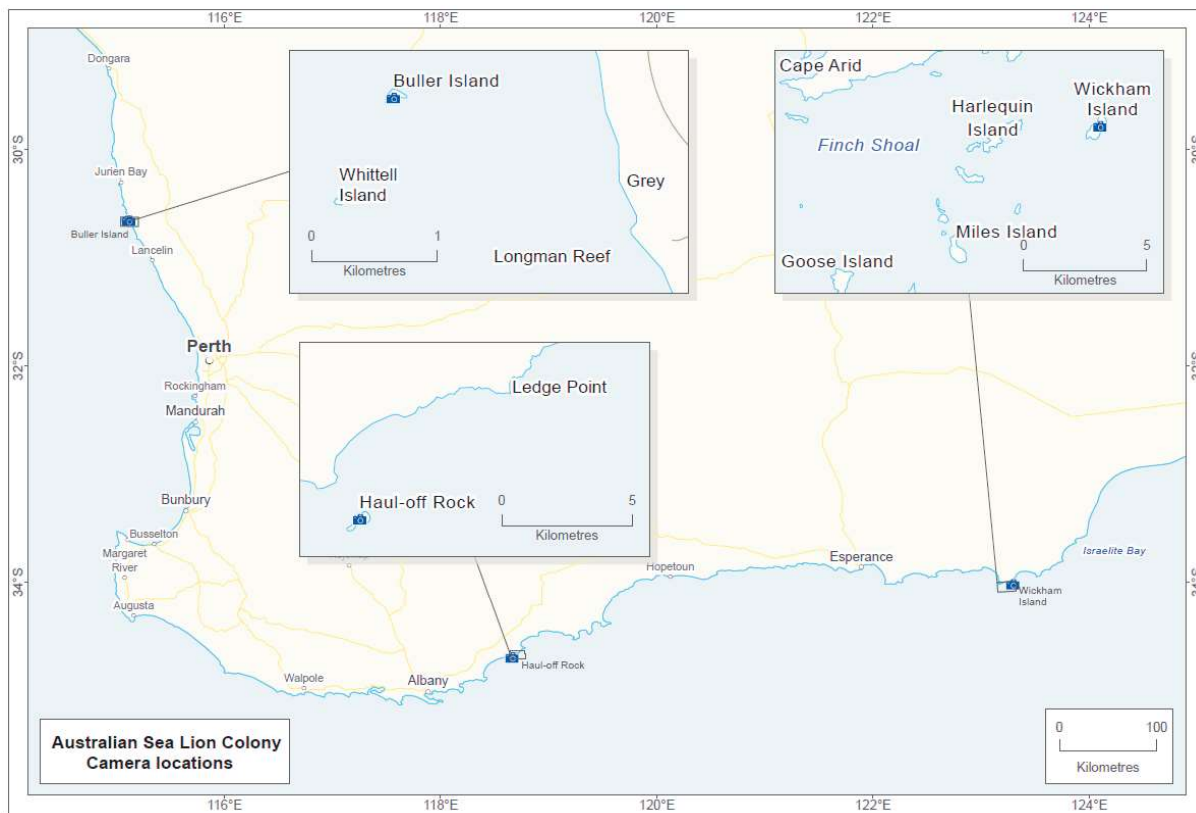 116°E
118°E
120°E
122°E
124°E
Dongara
30°S
Jurien Bay
Buller Island
Lancelin
Perth
32°S
Rockingham
Mandurah
Bunbury
Busselton
Margaret
River
34°S
Augusta
Walpole
Albany
Haul-off Rock
Hopetoun
Esperance
Israelite Bay
Wickham
Island
Buller Island
Whittell
Island
Grey
0
1
Kilometres
Longman Reef
Cape Arid
Finch Shoal
Harlequin
Island
Wickham
Island
Miles Island
Goose Island
0
5
Kilometres
Ledge Point
Haul-off Rock
0
5
Kilometres
30°S
32°S
34°S
Australian Sea Lion Colony
Camera locations
0
100
Kilometres
116°E
118°E
120°E
122°E
124°E